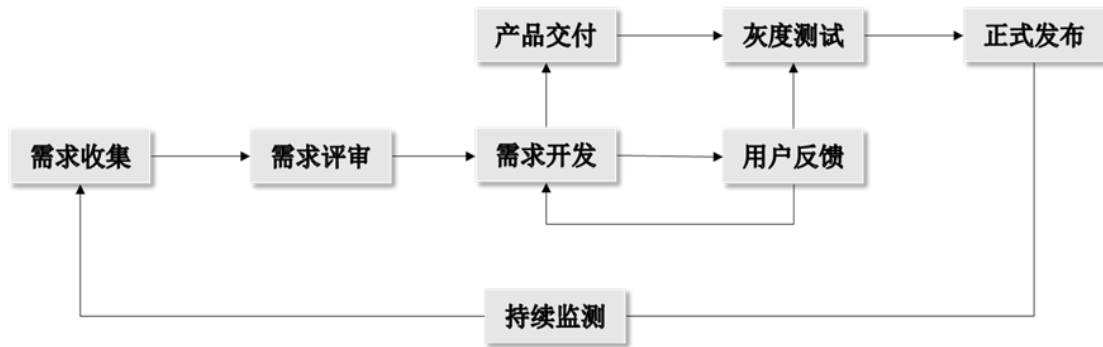 产品交付
灰度测试
正式发布
需求收集
需求评审
需求开发
用户反馈
持续监测